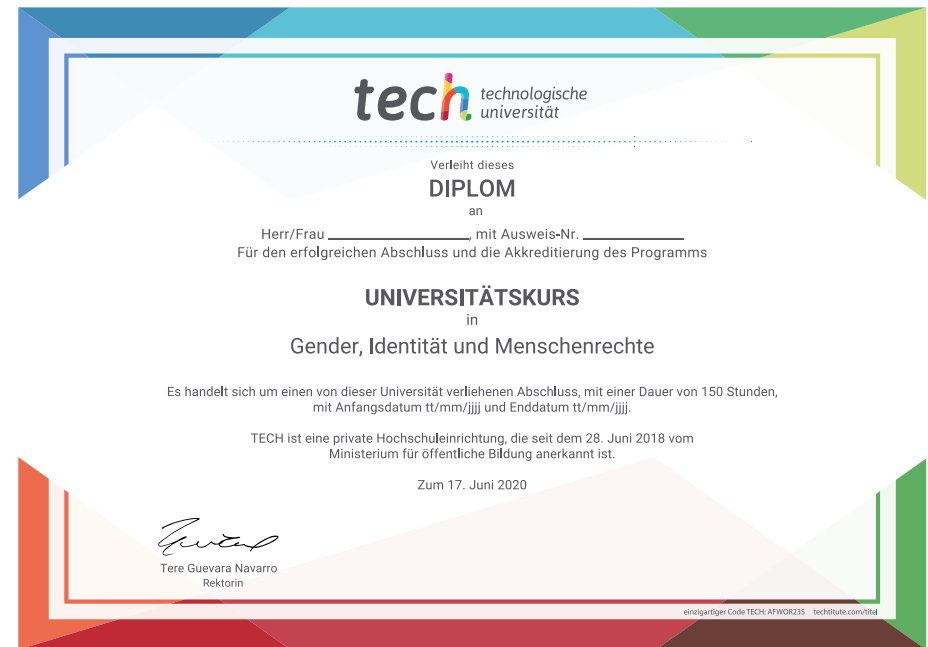 tech technologische
universität
Verleiht dieses
DIPLOM
an
Herr/Frau ____________________, mit Ausweis-Nr. ______________
Für den erfolgreichen Abschluss und die Akkreditierung des Programms
UNIVERSITÄTSKURS
in
Gender, Identität und Menschenrechte
Es handelt sich um einen von dieser Universität verliehenen Abschluss, mit einer Dauer von 150 Stunden,
mit Anfangsdatum tt/mm/jjjj und Enddatum tt/mm/jjjj.
TECH ist eine private Hochschuleinrichtung, die seit dem 28. Juni 2018 vom
Ministerium für öffentliche Bildung anerkannt ist.
Zum 17. Juni 2020
Tere Guevara Navarro
Rektorin
einzigartiger Code TECH: AFWOR23S techtitute.com/titel